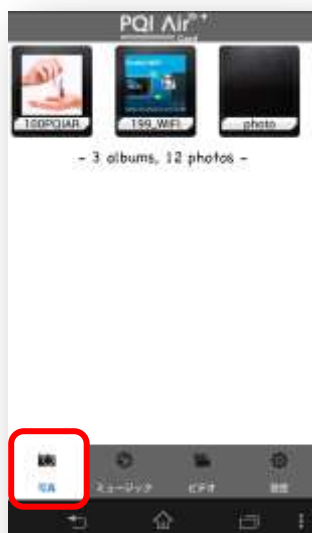 PQI Air+
Card
100PQIAR 199_WIFI photo
- 3 albums, 12 photos -
写真 ミュージック ビデオ 設定